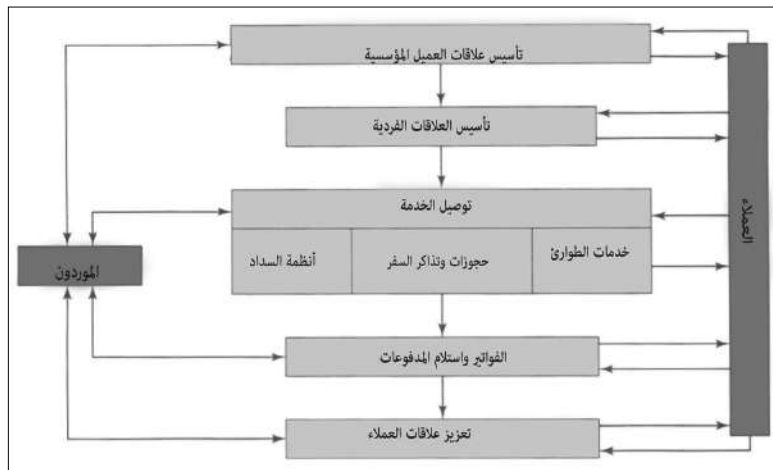 تأسيس علاقات العميل المؤسسية
تأسيس العلاقات الفردية
توصيل الخدمة
خدمات الطوارئ
حجوزات وتذاكر السفر
أنظمة السداد
العملاء
الموردون
الفواتير واستلام المدفوعات
تعزيز علاقات العملاء